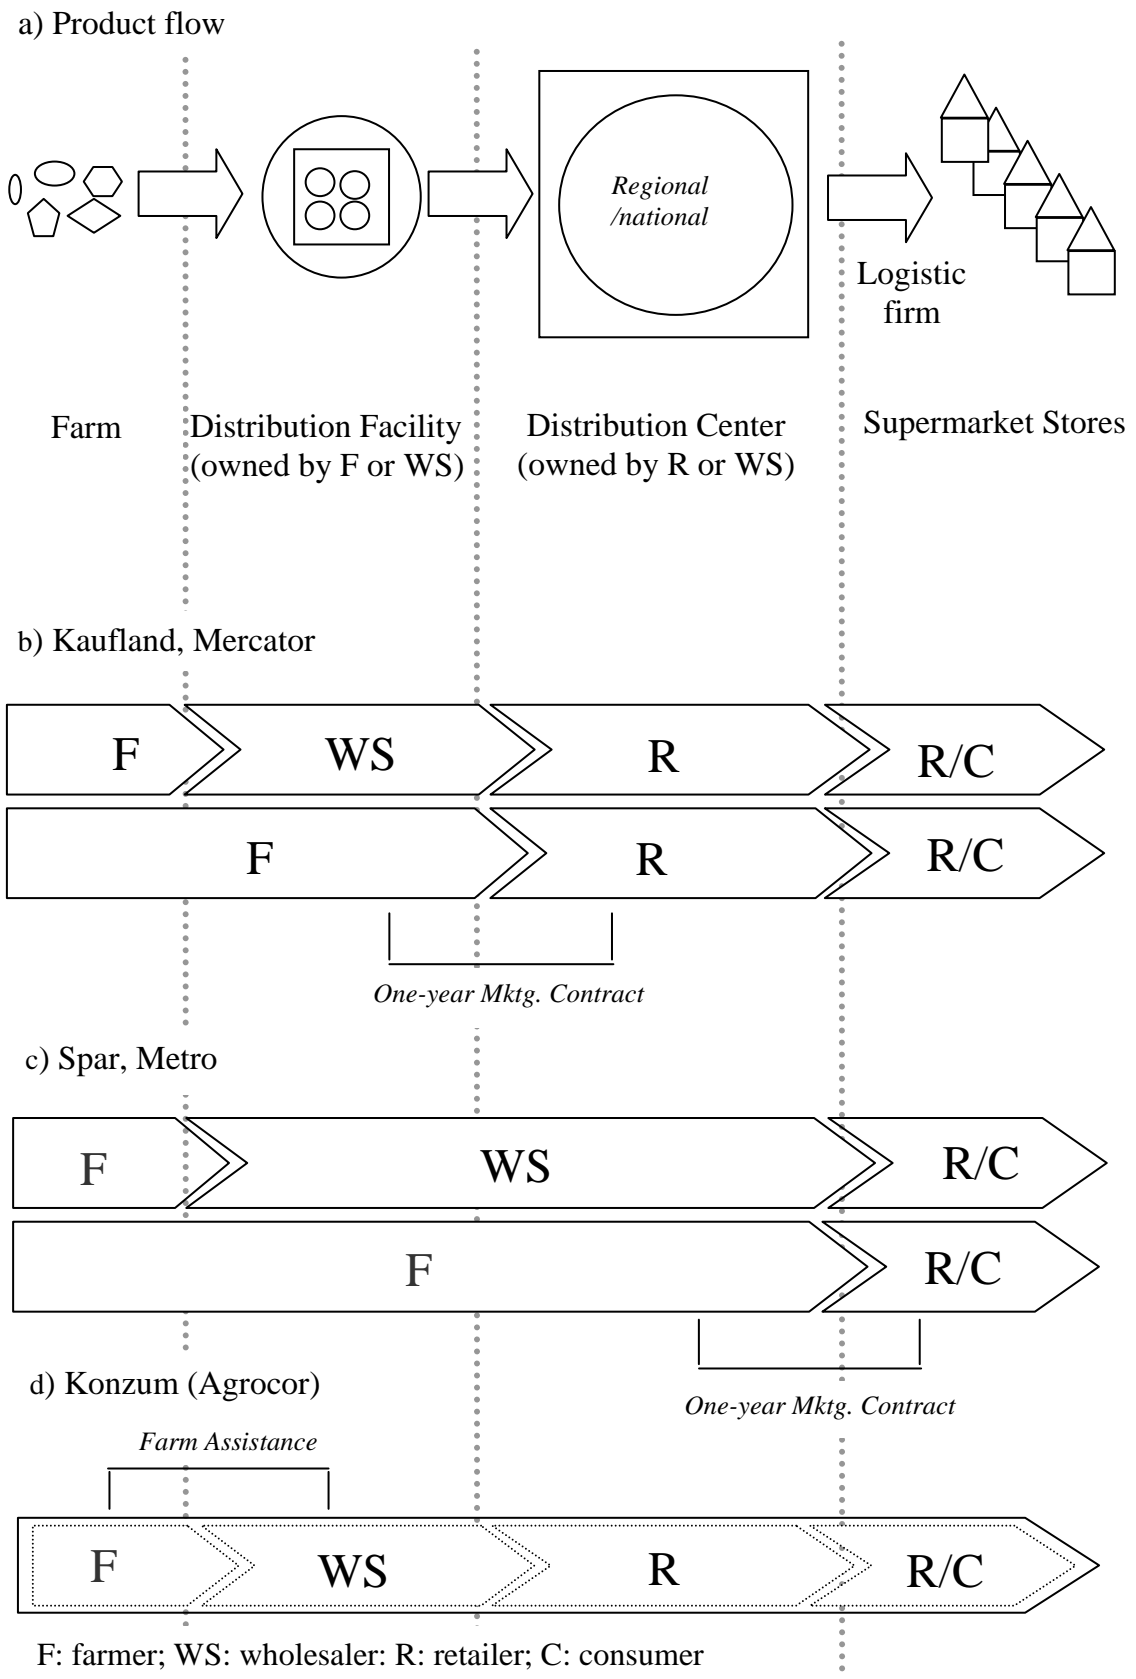 a) Product flow
Regional
/national
Logistic
firm
Farm
Distribution Facility
(owned by F or WS)
Distribution Center
(owned by R or WS)
Supermarket Stores
b) Kaufland, Mercator
F
WS
R
R/C
F
R
R/C
One-year Mktg. Contract
c) Spar, Metro
F
WS
R/C
F
R/C
One-year Mktg. Contract
d) Konzum (Agrocor)
Farm Assistance
F
WS
R
R/C
F: farmer; WS: wholesaler: R: retailer; C: consumer